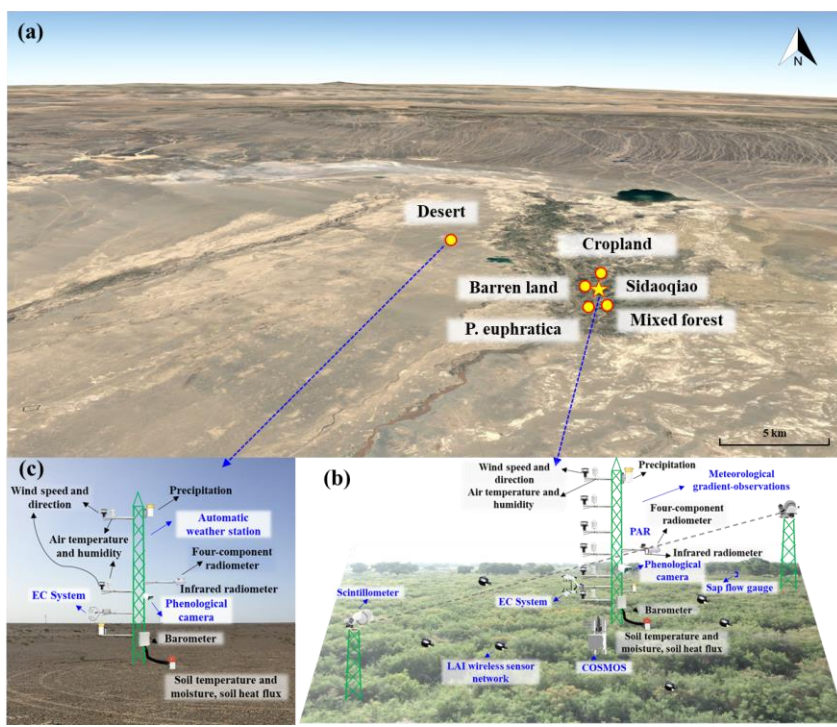 (a)
N
Desert
Cropland
Barren land
Sidaoqiao
P. euphratica
Mixed forest
5 km
(c)
Wind speed and
direction
Precipitation
Automatic
weather station
Air temperature
and humidity
Four-component
radiometer
Infrared radiometer
EC System
Phenological
camera
Barometer
Soil temperature and
moisture, soil heat flux
(b)
Wind speed and
direction
Air temperature and
humidity
Precipitation
Meteorological
gradient-observations
PAR
Four-component
radiometer
Infrared radiometer
Phenological
camera
Sap flow gauge
Scintillometer
EC System
Barometer
Soil temperature and
moisture, soil heat flux
LAI wireless sensor
network
COSMOS